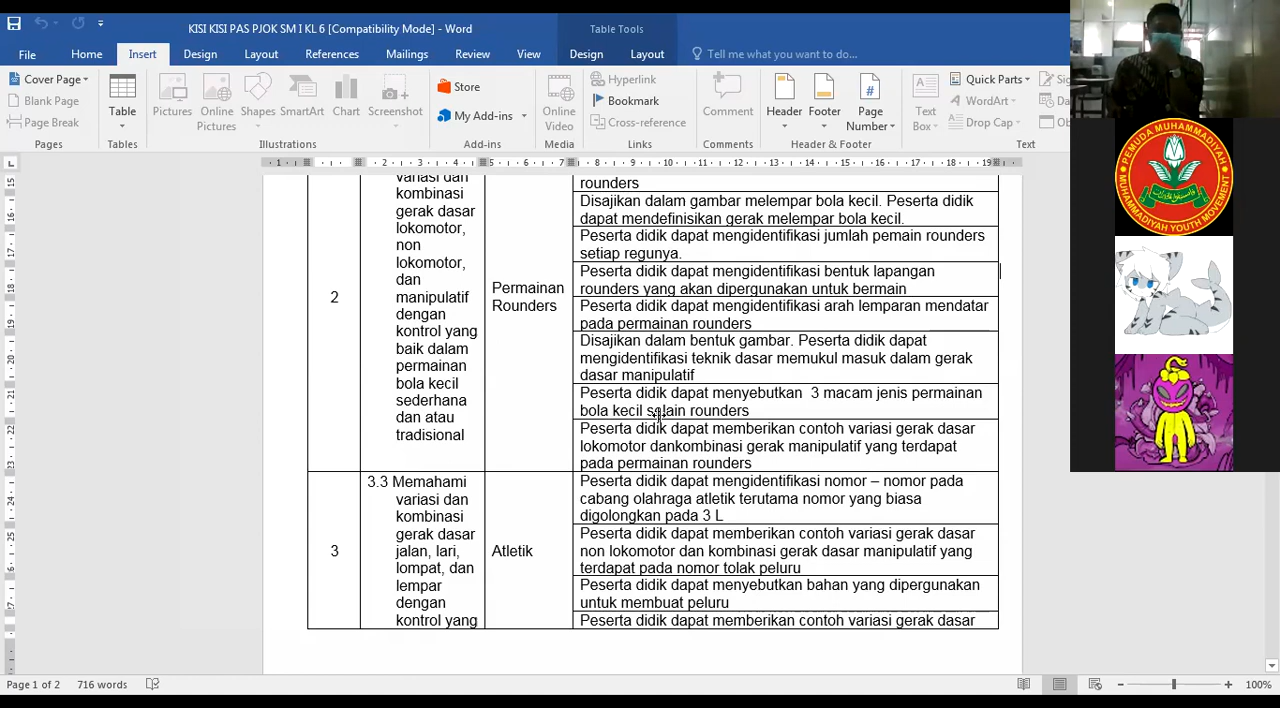 KISI KISI PAS PJOK SM I KL 6 [Compatibility Mode] - Word
Table Tools
File
Home
Insert
Design
Layout
References
Mailings
Review
View
Design
Layout
Tell me what you want to do...
Cover Page
Blank Page
Page Break
Pages
Table
Tables
Pictures
Online Pictures
Shapes
SmartArt
Chart
Screenshot
Illustrations
Store
My Add-ins
Add-ins
Online Video
Media
Hyperlink
Bookmark
Cross-reference
Links
Comment
Comments
Header
Footer
Page Number
Header & Footer
Text Box
Quick Parts
WordArt
Drop Cap
Text
2
variasi dan
kombinasi
gerak dasar
lokomotor,
non
lokomotor,
dan
manipulatif
dengan
kontrol yang
baik dalam
permainan
bola kecil
sederhana
dan atau
tradisional
Permainan
Rounders
rounders
Disajikan dalam gambar melempar bola kecil. Peserta didik
dapat mendefinisikan gerak melempar bola kecil.
Peserta didik dapat mengidentifikasi jumlah pemain rounders
setiap regunya.
Peserta didik dapat mengidentifikasi bentuk lapangan
rounders yang akan dipergunakan untuk bermain
Peserta didik dapat mengidentifikasi arah lemparan mendatar
pada permainan rounders
Disajikan dalam bentuk gambar. Peserta didik dapat
mengidentifikasi teknik dasar memukul masuk dalam gerak
dasar manipulatif
Peserta didik dapat menyebutkan 3 macam jenis permainan
bola kecil selain rounders
Peserta didik dapat memberikan contoh variasi gerak dasar
lokomotor dankombinasi gerak manipulatif yang terdapat
pada permainan rounders
3
3.3 Memahami
variasi dan
kombinasi
gerak dasar
jalan, lari,
lompat, dan
lempar
dengan
kontrol yang
Atletik
Peserta didik dapat mengidentifikasi nomor – nomor pada
cabang olahraga atletik terutama nomor yang biasa
digolongkan pada 3 L
Peserta didik dapat memberikan contoh variasi gerak dasar
non lokomotor dan kombinasi gerak dasar manipulatif yang
terdapat pada nomor tolak peluru
Peserta didik dapat menyebutkan bahan yang dipergunakan
untuk membuat peluru
Peserta didik dapat memberikan contoh variasi gerak dasar
PEMUDA MUHAMMADIYAH
MUHAMMADIYAH YOUTH MOVEMENT
Page 1 of 2
716 words
100%